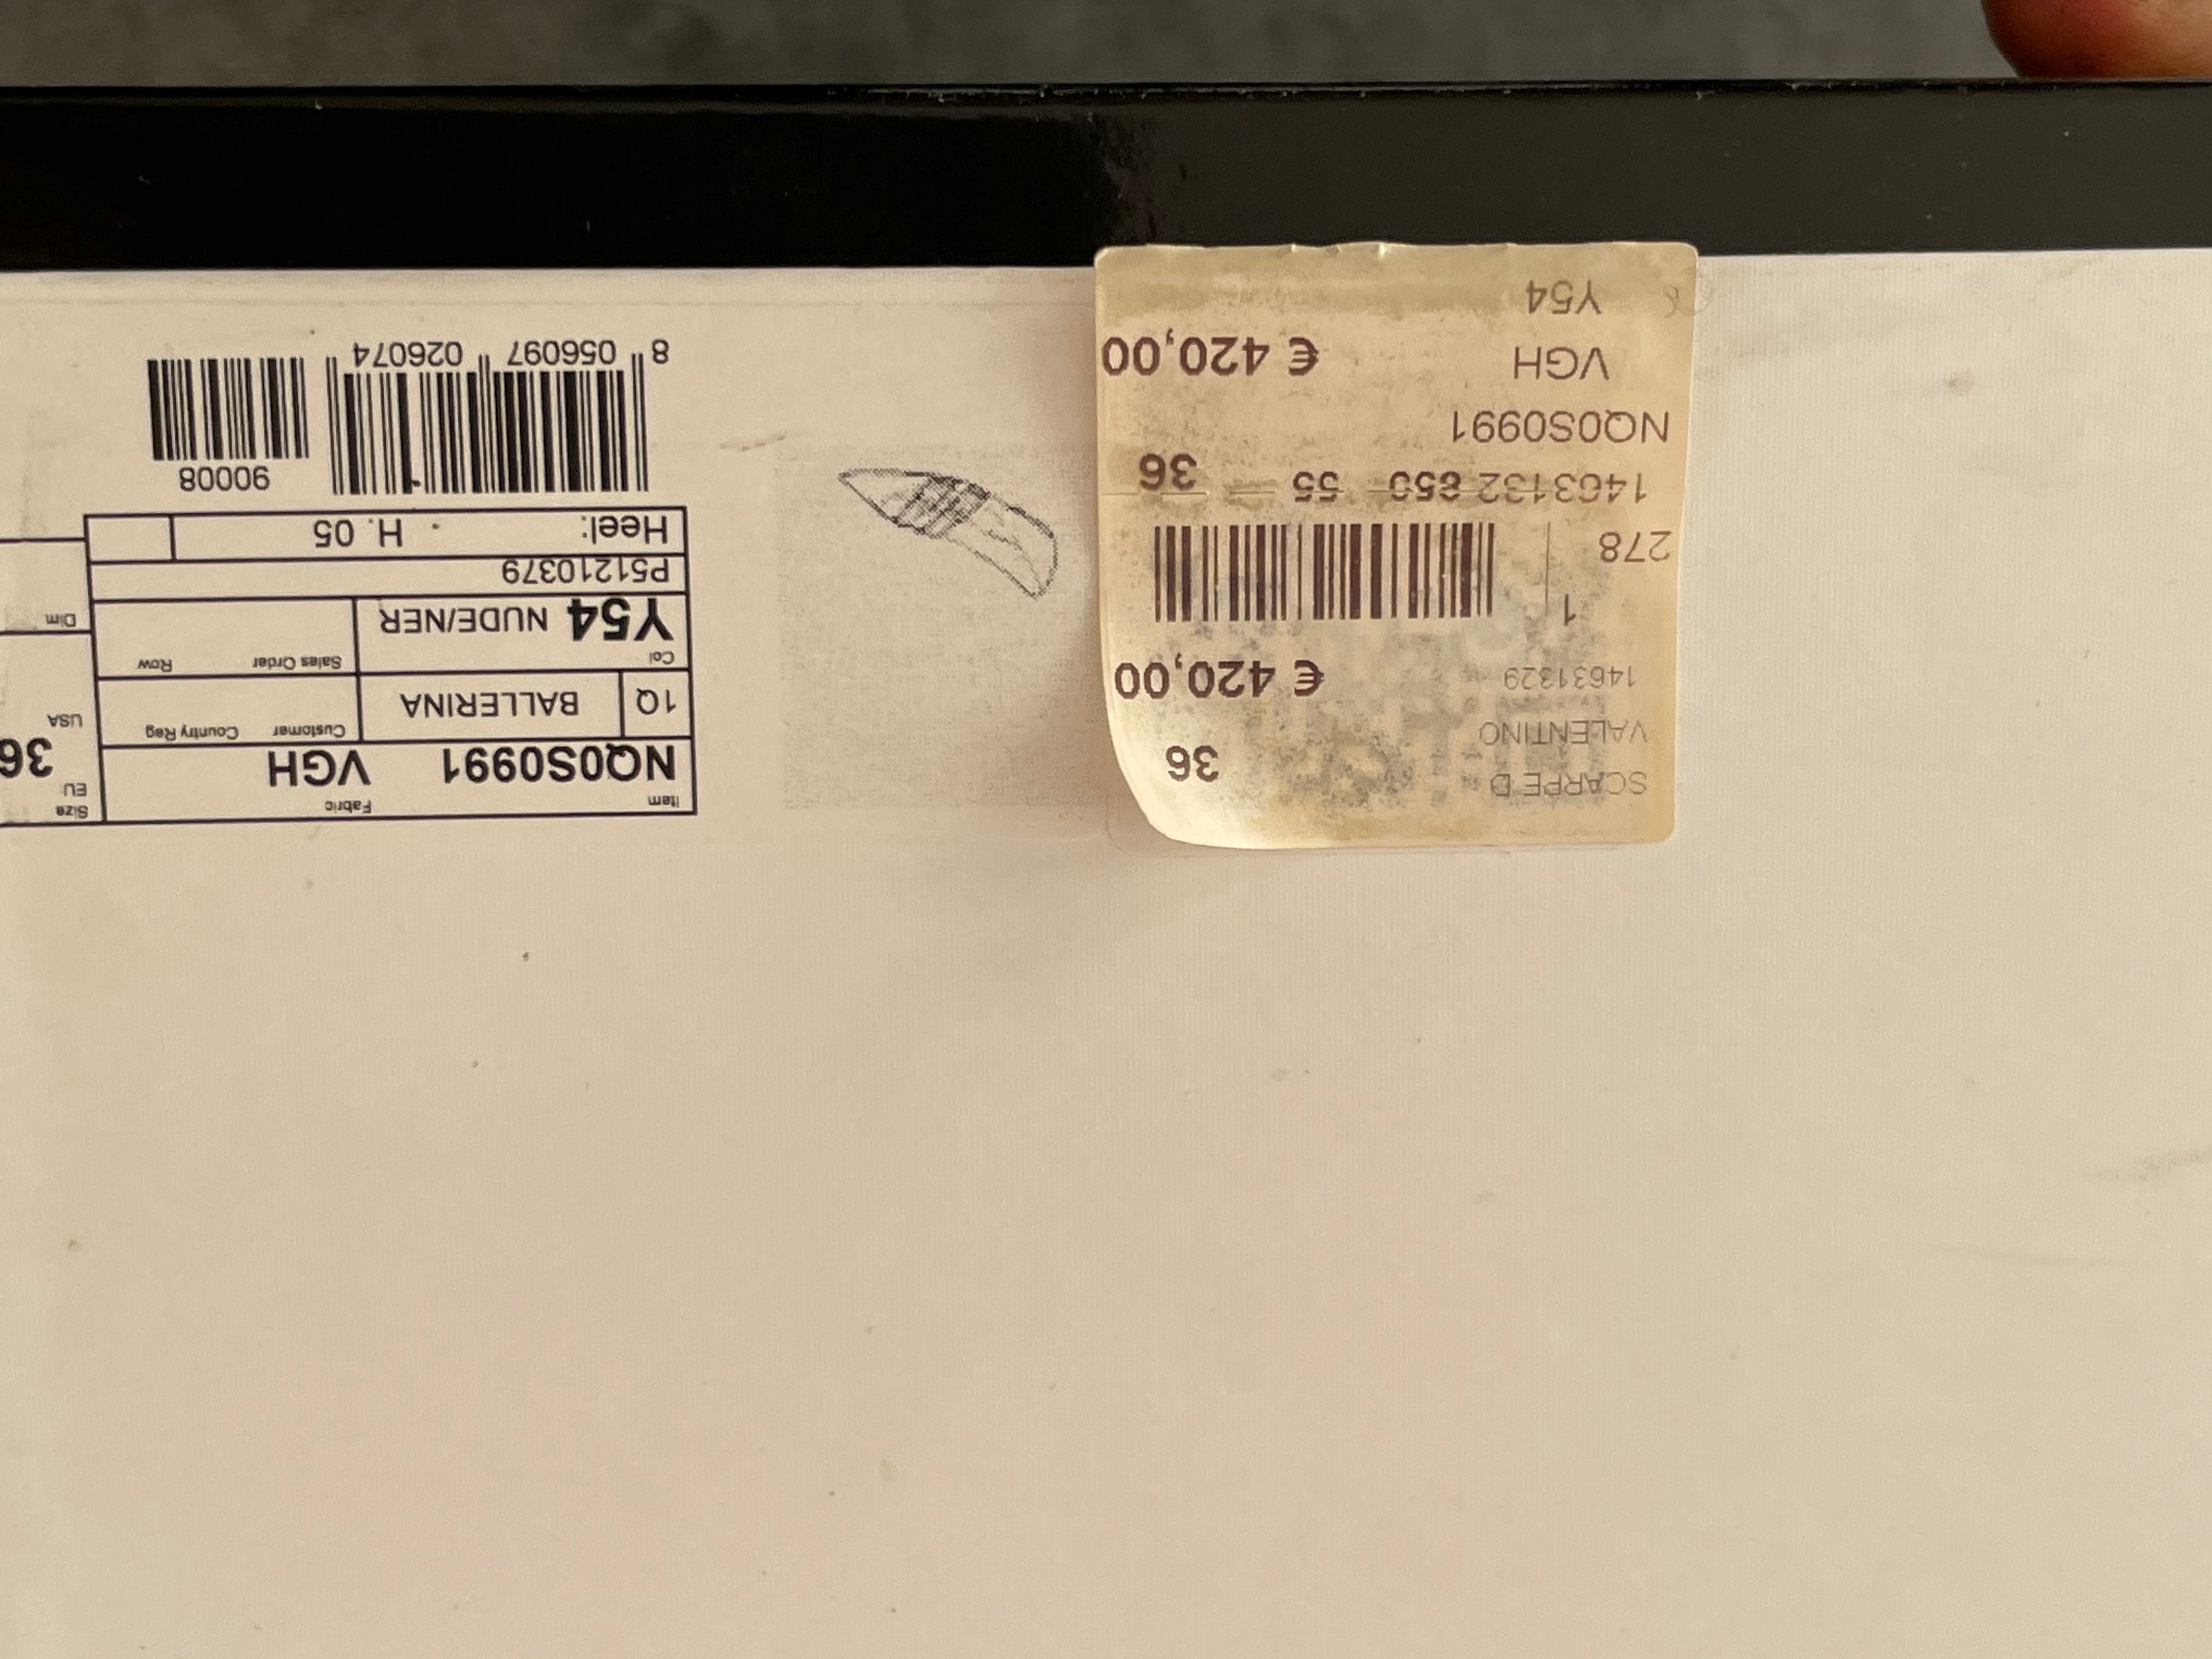 Item
Fabric
Size
NQ0S0991
VGH
EU
36
1Q
BALLERINA
Customer
Country Reg
USA
Col
Sales Order
Row
Y54 NUDE/NER
Dim
P51210379
Heel:
H. 05
90008
8 056097 026074
SCARPE D
36
VALENTINO
14631329
€ 420,00
1
278
1463132 55
36
NQ0S0991
VGH
€ 420,00
Y54